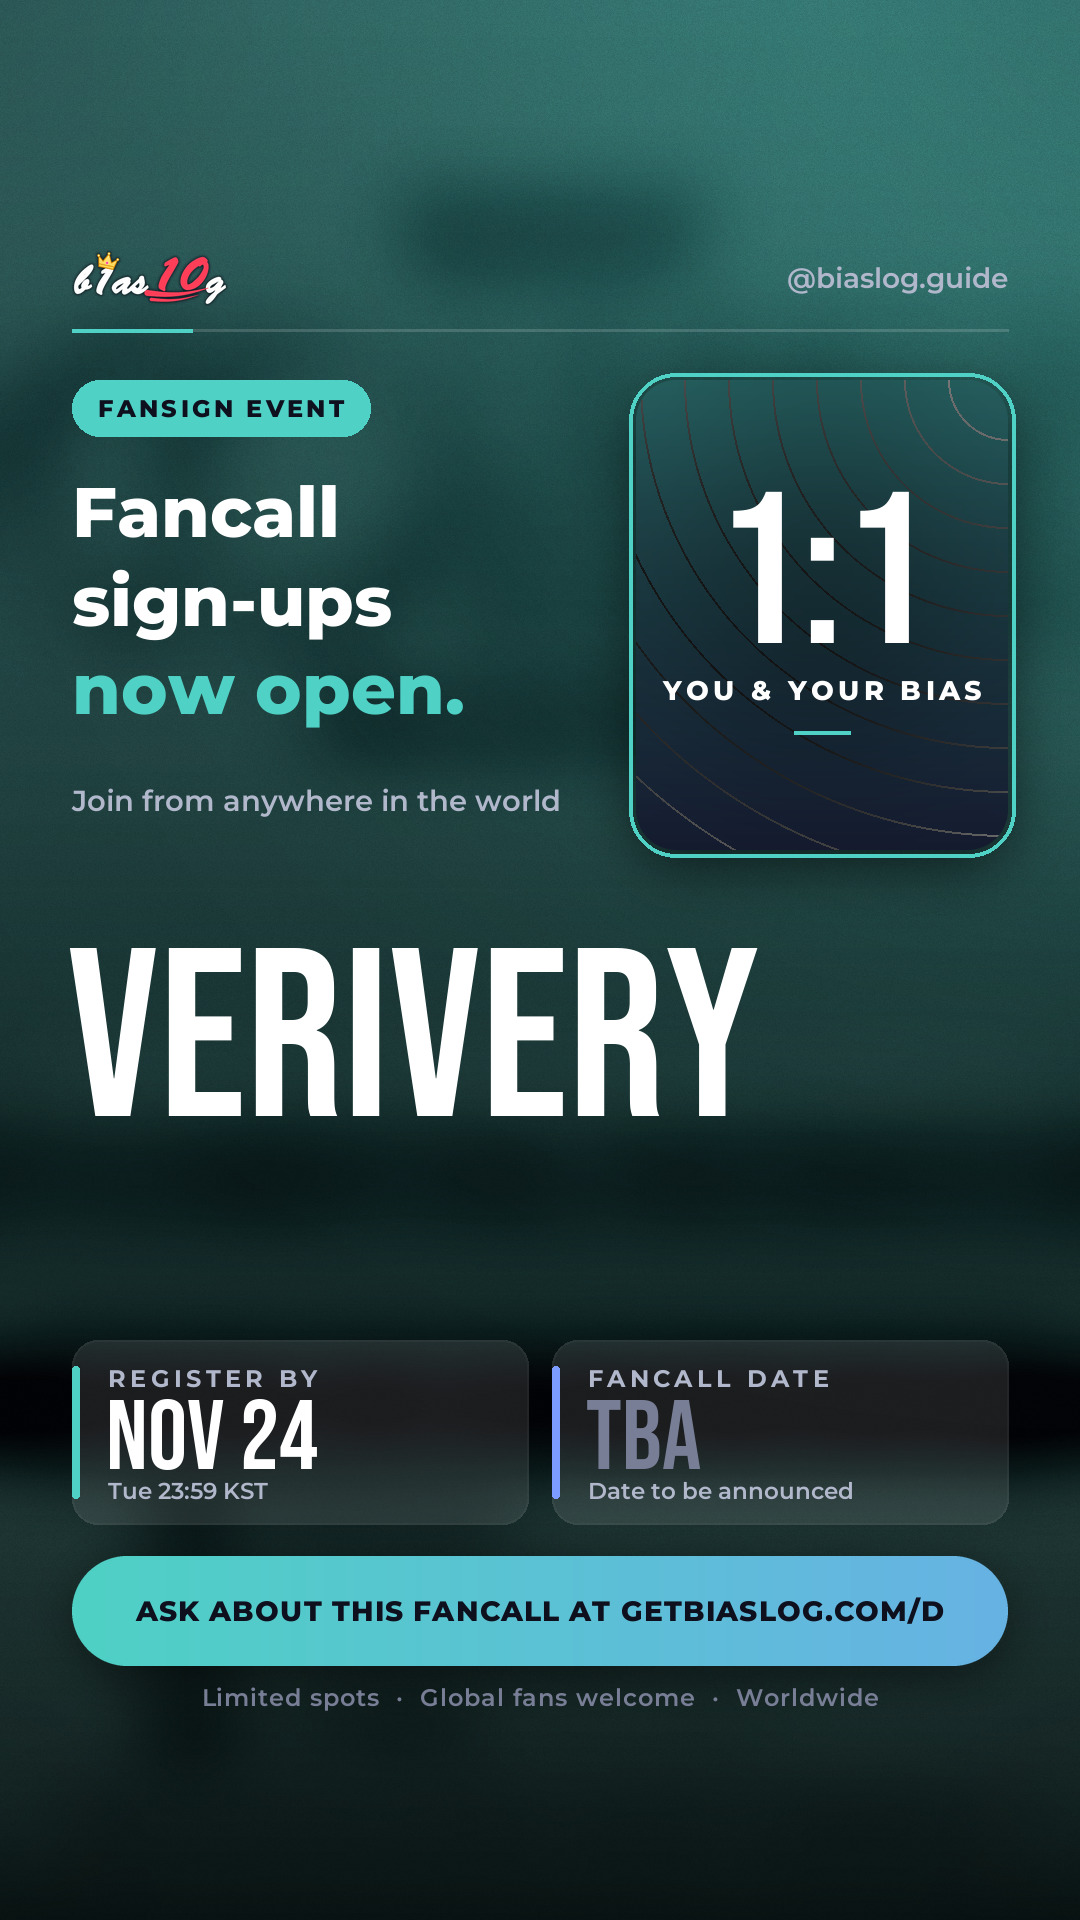 b1as10g
@biaslog.guide
FANSIGN EVENT
Fancall
sign-ups
now open.
Join from anywhere in the world
1:1
YOU & YOUR BIAS
VERIVERY
REGISTER BY
NOV 24
Tue 23:59 KST
FANCALL DATE
TBA
Date to be announced
ASK ABOUT THIS FANCALL AT GETBIASLOG.COM/D
Limited spots · Global fans welcome · Worldwide